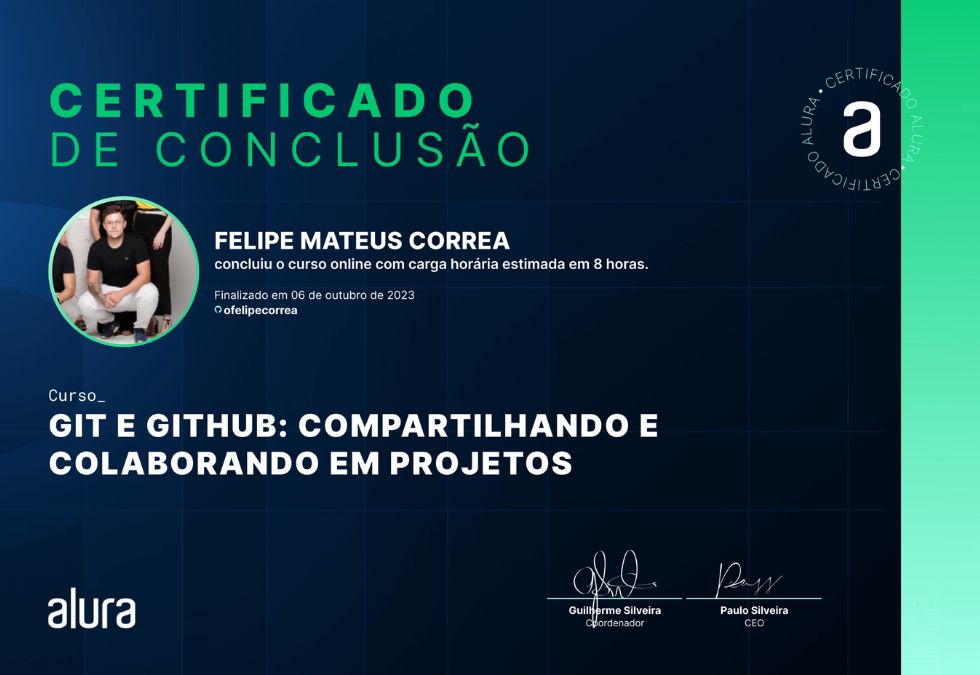 CERTIFICADO
DE CONCLUSÃO
CERTIFICADO ALURA • CERTIFICADO ALURA •
a
FELIPE MATEUS CORREA
concluiu o curso online com carga horária estimada em 8 horas.
Finalizado em 06 de outubro de 2023
ofelipecorrea
Curso_
GIT E GITHUB: COMPARTILHANDO E
COLABORANDO EM PROJETOS
alura
Guilherme Silveira
Coordenador
Paulo Silveira
CEO